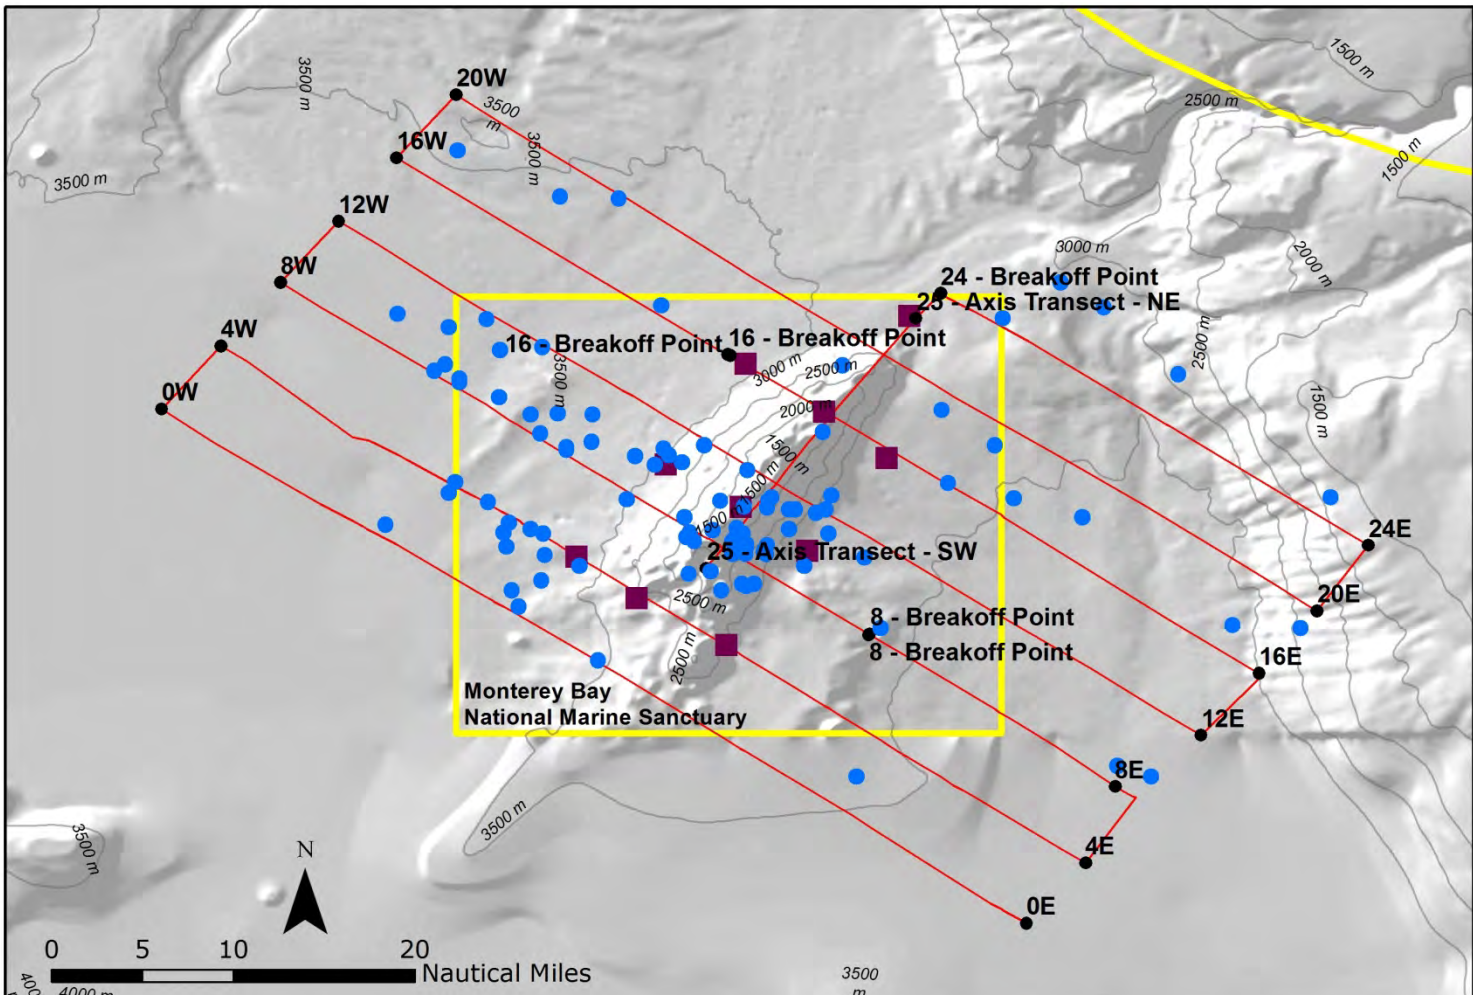 1500 m
20W
3500
m
3500 m
2500 m
3500 m
16W
1500 m
3500 m
12W
3000 m
2000 m
8W
24 - Breakoff Point
25 - Axis Transect - NE
4W
16 - Breakoff Point
16 - Breakoff Point
2500 m
3000 m
2500 m
3500 m
0W
2000 m
1500 m
1500 m
1500 m
1500 m
25 - Axis Transect - SW
24E
2500 m
20E
8 - Breakoff Point
8 - Breakoff Point
2500 m
16E
Monterey Bay
National Marine Sanctuary
12E
8E
3500 m
3500 m
4E
N
0E
0 5 10 20
Nautical Miles
3500
m
4000 m